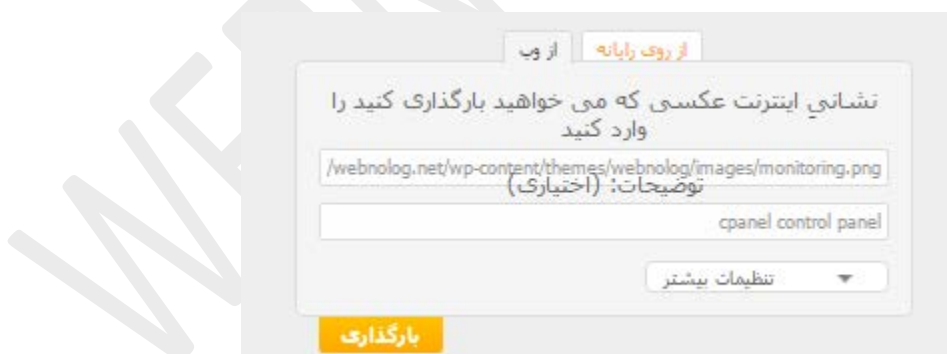 از روی رایانه از وب
نشانیِ اینترنت عکسی که می خواهید بارگذاری کنید را
وارد کنید
/webnolog.net/wp-content/themes/webnolog/images/monitoring.png
توضیحات: (اختیاری)
cpanel control panel
تنظیمات بیشتر
بارگذاری